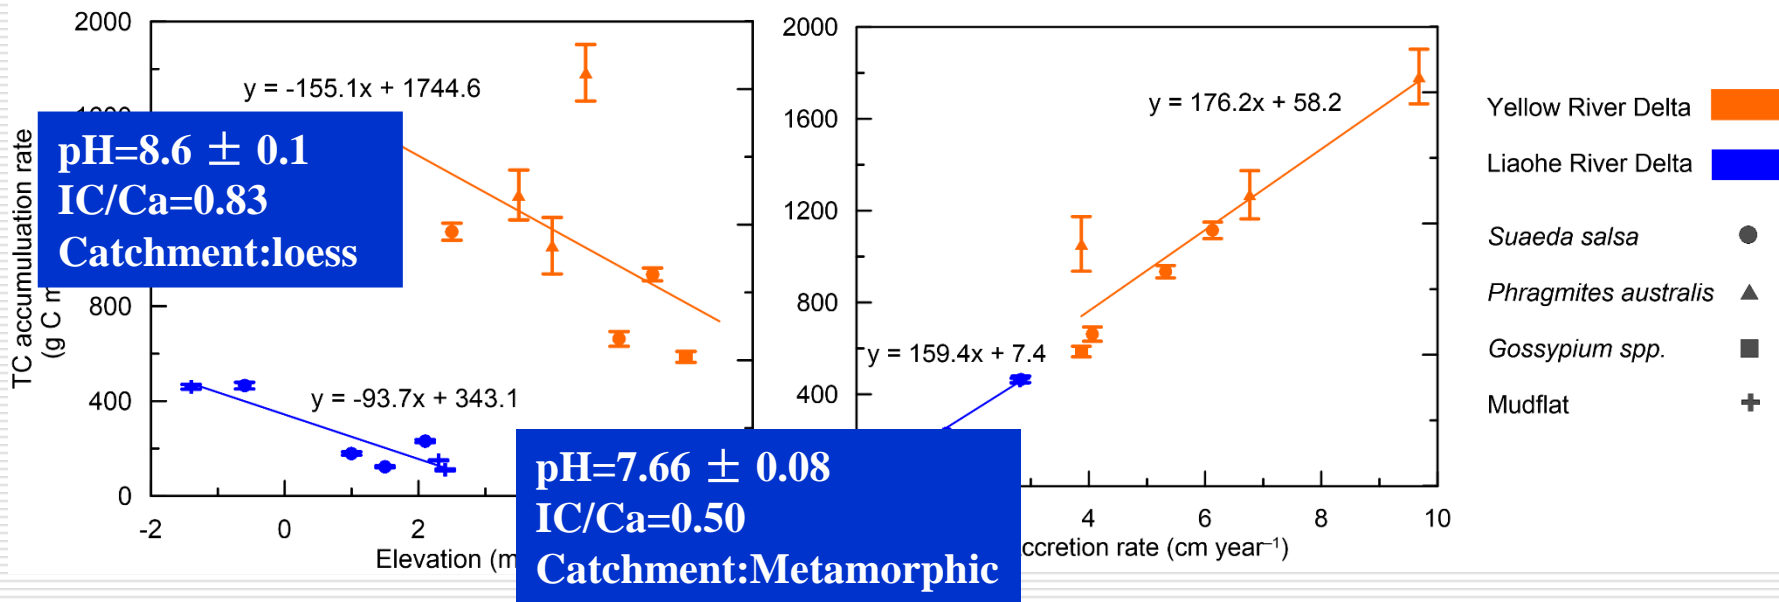 2000
y = -155.1x + 1744.6
pH=8.6 ± 0.1
IC/Ca=0.83
Catchment:loess
TC accumuluation rate
(g C m
800
400
0
y = -93.7x + 343.1
-2
0
2
Elevation (m
2000
1600
1200
800
400
y = 176.2x + 58.2
y = 159.4x + 7.4
4
6
8
10
ccretion rate (cm year⁻¹)
pH=7.66 ± 0.08
IC/Ca=0.50
Catchment:Metamorphic
Yellow River Delta
Liaohe River Delta
Suaeda salsa
Phragmites australis
Gossypium spp.
Mudflat